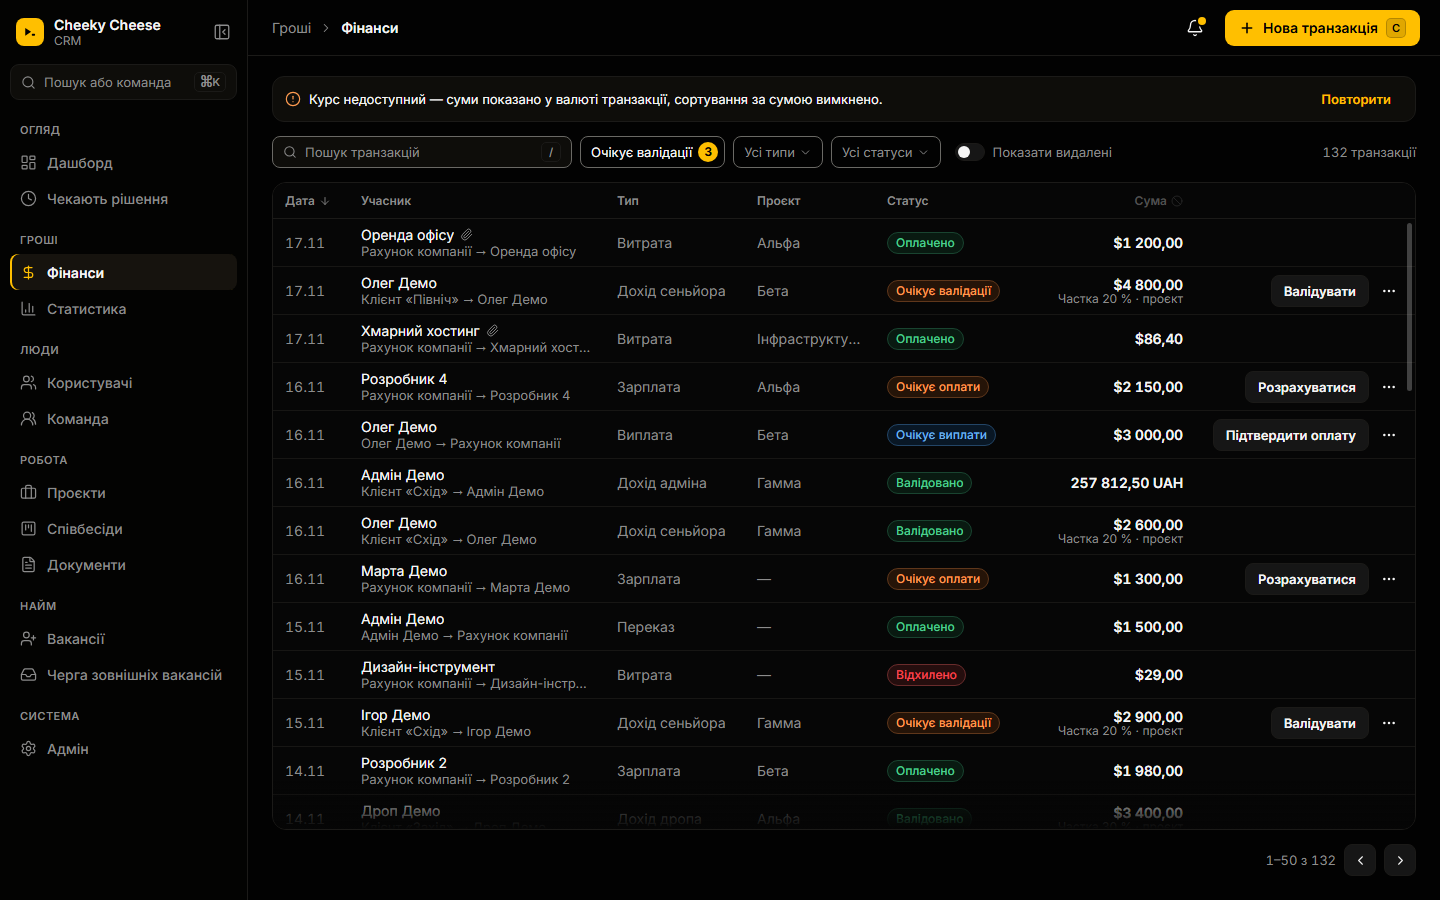 Cheeky Cheese
CRM
Пошук або команда ⌘K
ОГЛЯД
Дашборд
Чекають рішення
ГРОШІ
Фінанси
Статистика
ЛЮДИ
Користувачі
Команда
РОБОТА
Проєкти
Співбесіди
Документи
НАЙМ
Вакансії
Черга зовнішніх вакансій
СИСТЕМА
Адмін
Гроші > Фінанси
+ Нова транзакція C
Курс недоступний — суми показано у валюті транзакції, сортування за сумою вимкнено. Повторити
Пошук транзакцій / Очікує валідації 3 Усі типи Усі статуси Показати видалені 132 транзакції
Дата ↓ Учасник Тип Проєкт Статус Сума
17.11 Оренда офісу Витрата Альфа Оплачено $1 200,00
Рахунок компанії → Оренда офісу
17.11 Олег Демо Дохід сеньйора Бета Очікує валідації $4 800,00 Валідувати ...
Клієнт «Північ» → Олег Демо Частка 20 % · проєкт
17.11 Хмарний хостинг Витрата Інфраструкту... Оплачено $86,40
Рахунок компанії → Хмарний хост...
16.11 Розробник 4 Зарплата Альфа Очікує оплати $2 150,00 Розрахуватися ...
Рахунок компанії → Розробник 4
16.11 Олег Демо Виплата Бета Очікує виплати $3 000,00 Підтвердити оплату ...
Олег Демо → Рахунок компанії
16.11 Адмін Демо Дохід адміна Гамма Валідовано 257 812,50 UAH
Клієнт «Схід» → Адмін Демо
16.11 Олег Демо Дохід сеньйора Гамма Валідовано $2 600,00
Клієнт «Схід» → Олег Демо Частка 20 % · проєкт
16.11 Марта Демо Зарплата — Очікує оплати $1 300,00 Розрахуватися ...
Рахунок компанії → Марта Демо
15.11 Адмін Демо Переказ — Оплачено $1 500,00
Адмін Демо → Рахунок компанії
15.11 Дизайн-інструмент Витрата — Відхилено $29,00
Рахунок компанії → Дизайн-інстр...
15.11 Ігор Демо Дохід сеньйора Гамма Очікує валідації $2 900,00 Валідувати ...
Клієнт «Схід» → Ігор Демо Частка 20 % · проєкт
14.11 Розробник 2 Зарплата Бета Оплачено $1 980,00
Рахунок компанії → Розробник 2
14.11 Дроп Демо Дохід дропа Альфа Валідовано $3 400,00
1–50 з 132